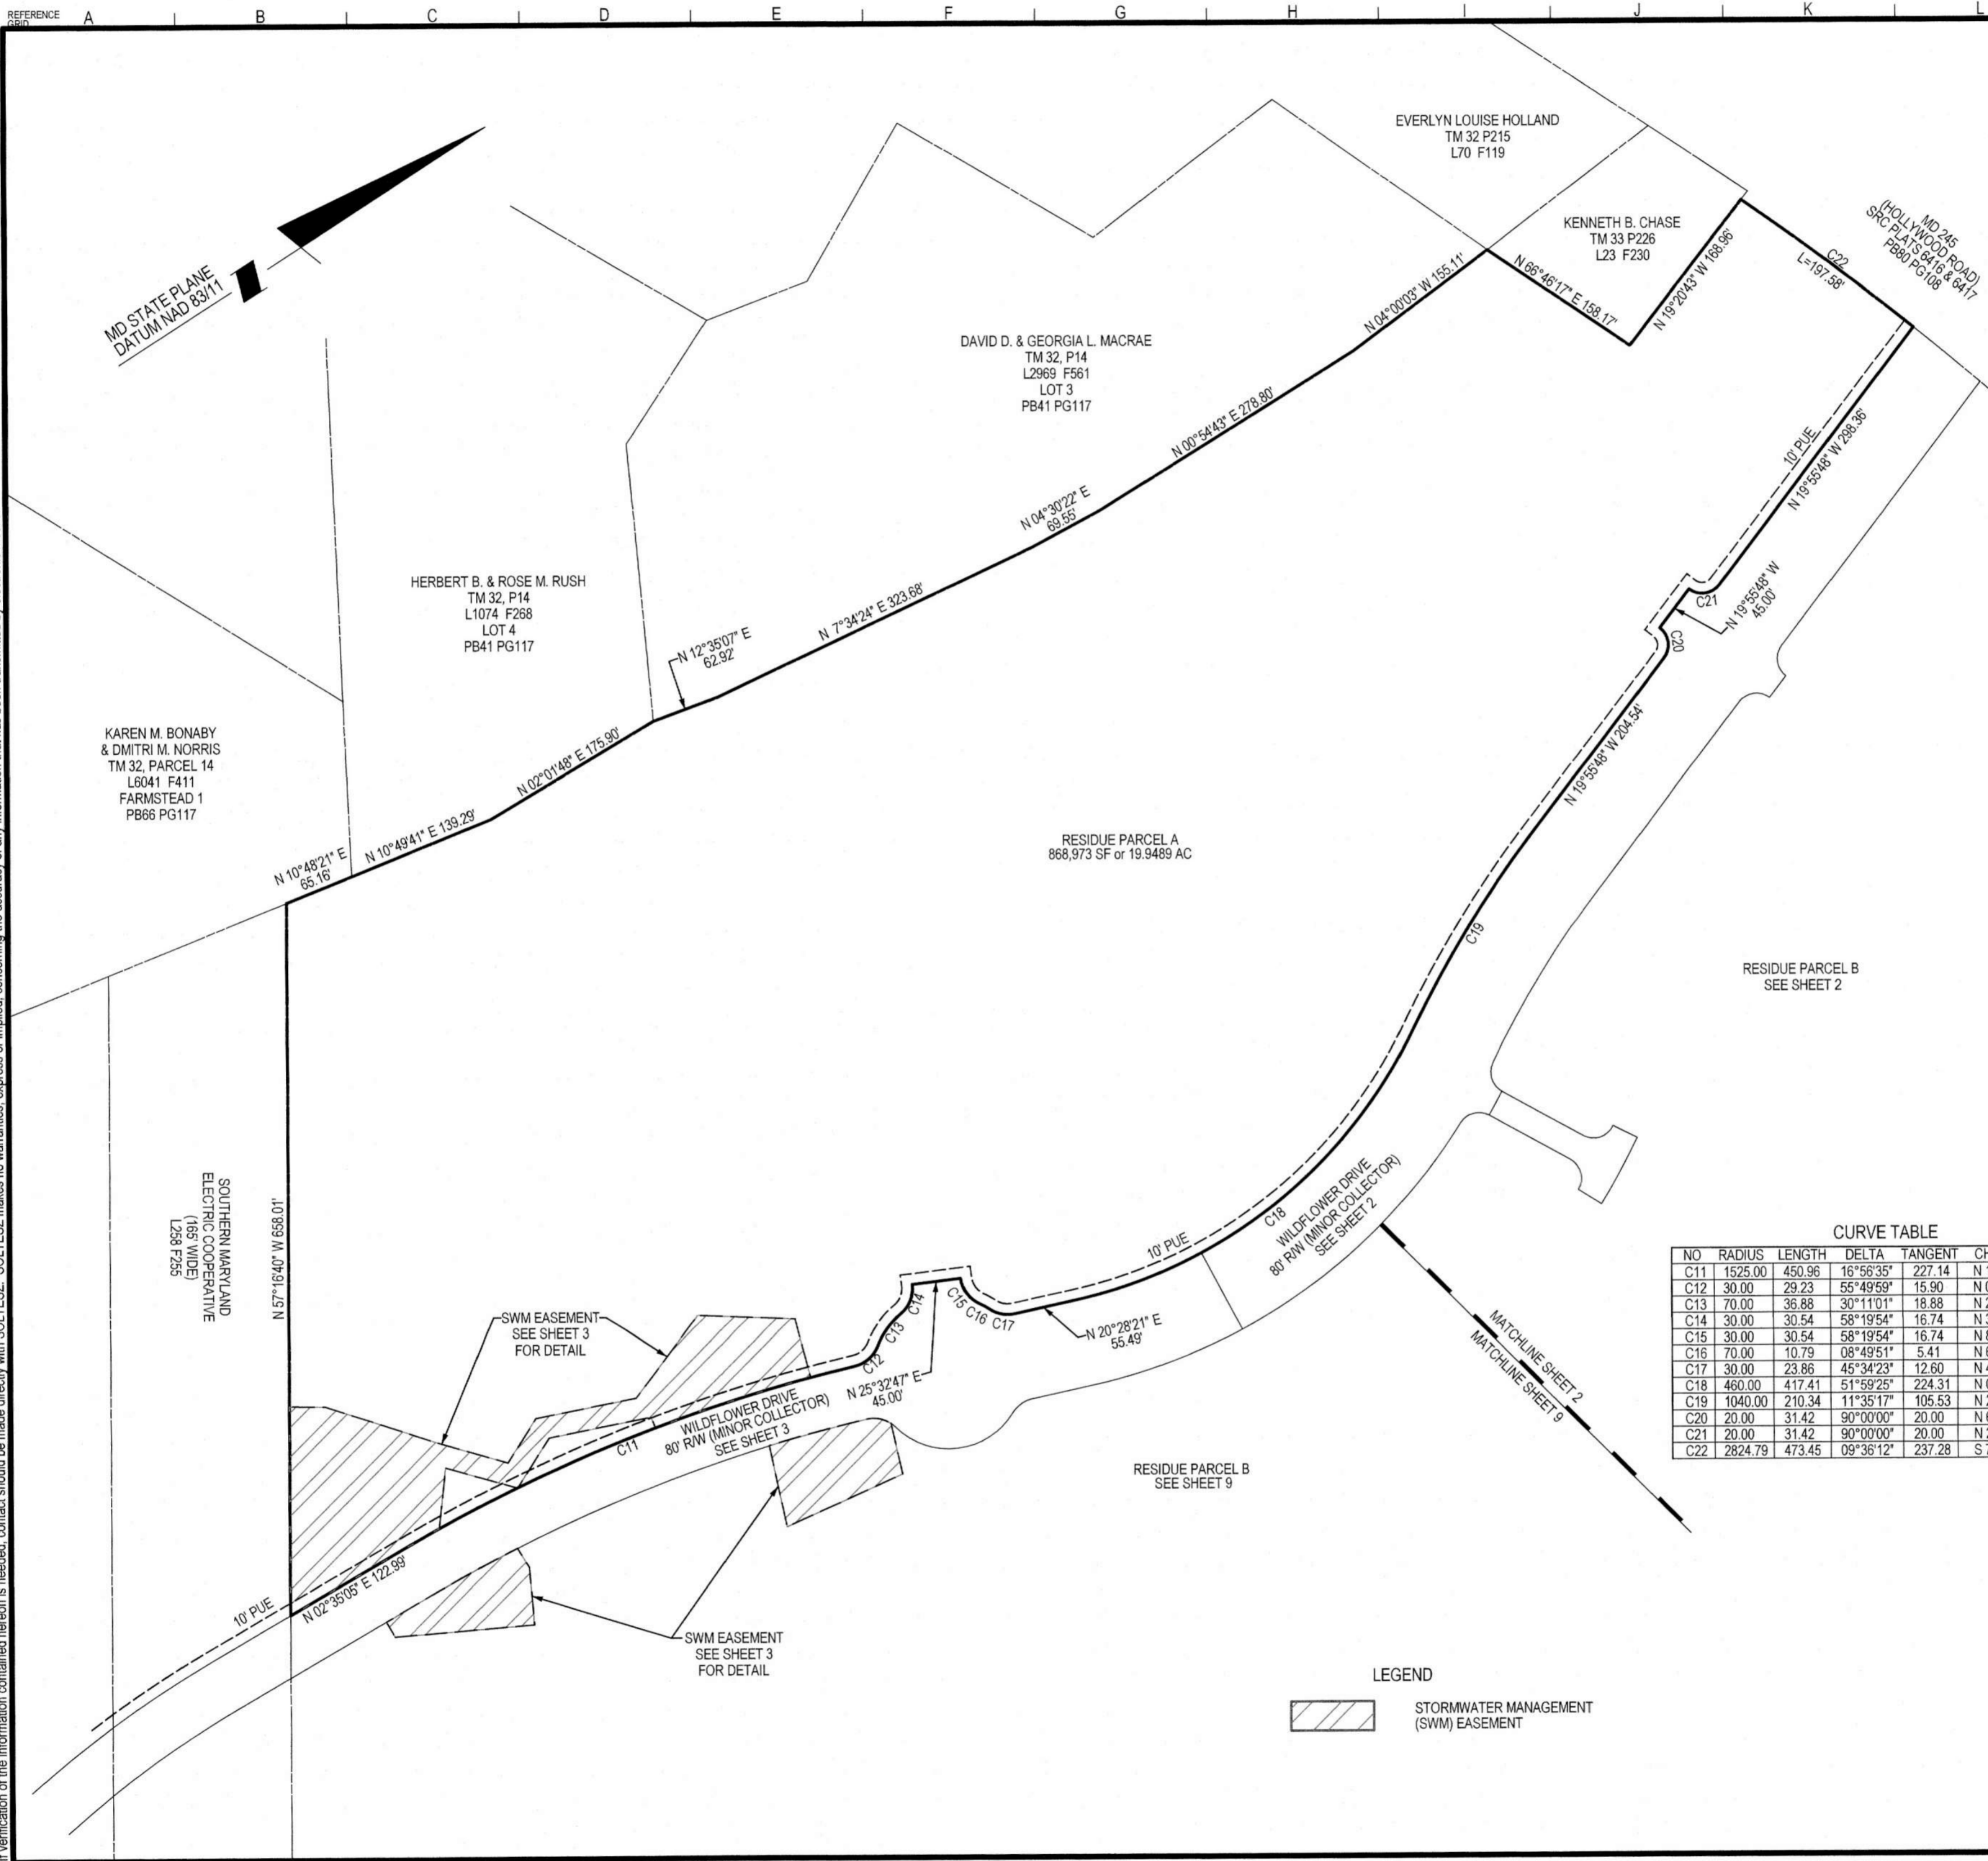 REFERENCE
GRID
A B C D E F G H I J K L
EVERLYN LOUISE HOLLAND
TM 32 P215
L70 F119
KENNETH B. CHASE
TM 33 P226
L23 F230
MD 245
(HOLLYWOOD ROAD)
SRC PLATS 6416 & 6417
PB80 PG108
C22
L=197.58'
MD STATE PLANE
DATUM NAD 83/11
N 66°46'17" E 158.17'
N 19°20'43" W 168.96'
N 04°00'03" W 155.11'
DAVID D. & GEORGIA L. MACRAE
TM 32, P14
L2969 F561
LOT 3
PB41 PG117
N 00°54'43" E 278.80'
10' PUE
N 19°55'48" W 298.36'
N 04°30'22" E
69.55'
HERBERT B. & ROSE M. RUSH
TM 32, P14
L1074 F268
LOT 4
PB41 PG117
N 7°34'24" E 323.68'
N 12°35'07" E
62.92'
C21
N 19°55'48" W
45.00'
C20
N 19°55'48" W 204.54'
KAREN M. BONABY
& DMITRI M. NORRIS
TM 32, PARCEL 14
L6041 F411
FARMSTEAD 1
PB66 PG117
N 02°01'48" E 175.90'
N 10°49'41" E 139.29'
N 10°48'21" E
65.16'
RESIDUE PARCEL A
868,973 SF or 19.9489 AC
C19
RESIDUE PARCEL B
SEE SHEET 2
SOUTHERN MARYLAND
ELECTRIC COOPERATIVE
(165' WIDE)
L258 F255
N 57°16'40" W 658.01'
C18
WILDFLOWER DRIVE
80' R/W (MINOR COLLECTOR)
SEE SHEET 2
10' PUE
CURVE TABLE
NO RADIUS LENGTH DELTA TANGENT
C11 1525.00 450.96 16°56'35" 227.14 N
C12 30.00 29.23 55°49'59" 15.90 N
C13 70.00 36.88 30°11'01" 18.88 N
C14 30.00 30.54 58°19'54" 16.74 N
C15 30.00 30.54 58°19'54" 16.74 N
C16 70.00 10.79 08°49'51" 5.41 N
C17 30.00 23.86 45°34'23" 12.60 N
C18 460.00 417.41 51°59'25" 224.31 N
C19 1040.00 210.34 11°35'17" 105.53 N
C20 20.00 31.42 90°00'00" 20.00 N
C21 20.00 31.42 90°00'00" 20.00 N
C22 2824.79 473.45 09°36'12" 237.28 S
C14
C15
C16
C17
C13
C12
N 20°28'21" E
55.49'
N 25°32'47" E
45.00'
SWM EASEMENT
SEE SHEET 3
FOR DETAIL
MATCHLINE SHEET 2
MATCHLINE SHEET 9
WILDFLOWER DRIVE
80' R/W (MINOR COLLECTOR)
SEE SHEET 3
C11
RESIDUE PARCEL B
SEE SHEET 9
10' PUE
N 02°35'05" E 122.99'
SWM EASEMENT
SEE SHEET 3
FOR DETAIL
LEGEND
STORMWATER MANAGEMENT
(SWM) EASEMENT